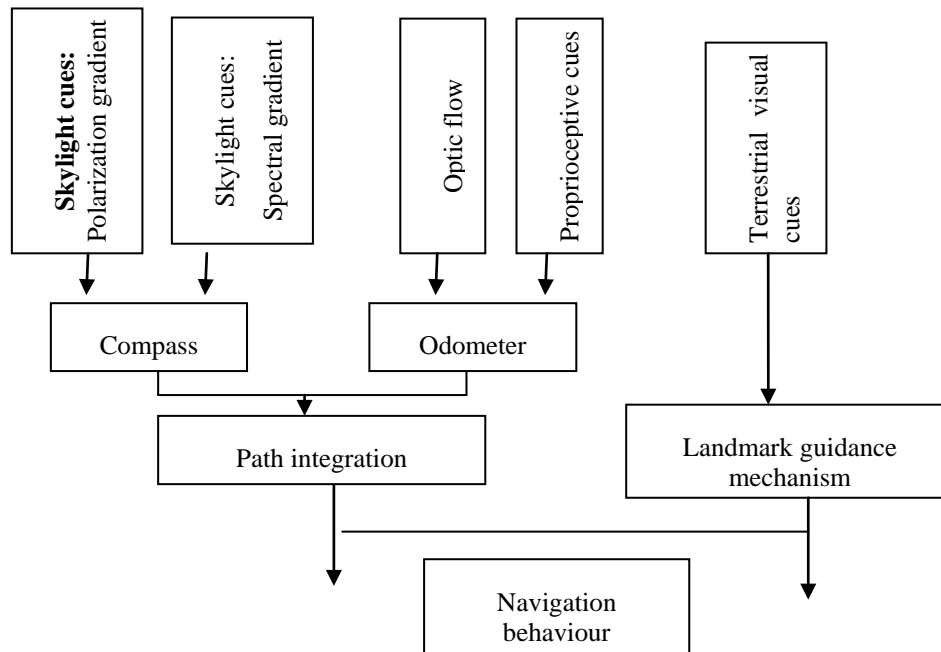 Skylight cues:
Polarization gradient
Skylight cues:
Spectral gradient
Optic flow
Proprioceptive cues
Terrestrial visual
cues
Compass
Odometer
Path integration
Landmark guidance
mechanism
Navigation
behaviour